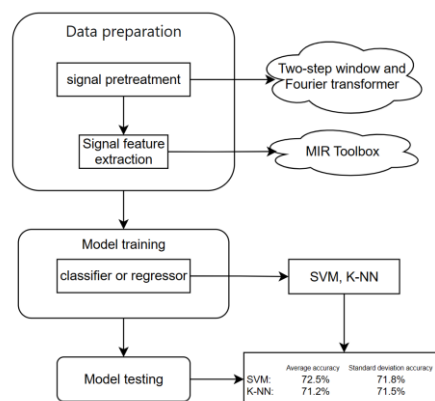 Data preparation
signal pretreatment
Two-step window and
Fourier transformer
Signal feature
extraction
MIR Toolbox
Model training
classifier or regressor
SVM, K-NN
Model testing
Average accuracy Standard deviation accuracy
SVM: 72.5% 71.8%
K-NN: 71.2% 71.5%